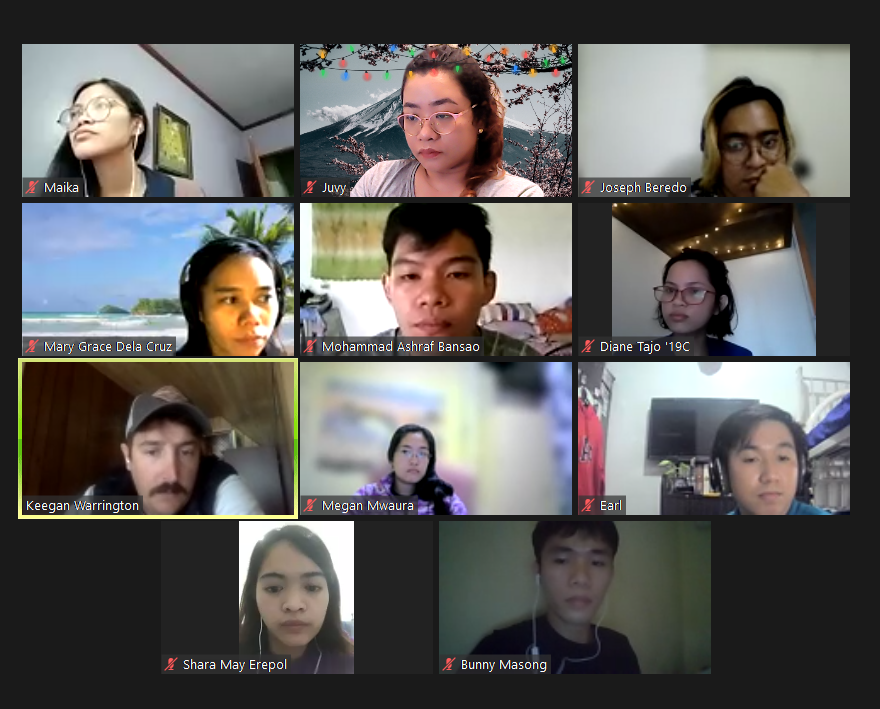 Maika
Juvy
Joseph Beredo
Mary Grace Dela Cruz
Mohammad Ashraf Bansao
Diane Tajo '19C
Keegan Warrington
Megan Mwaura
Earl
Shara May Erepol
Bunny Masong